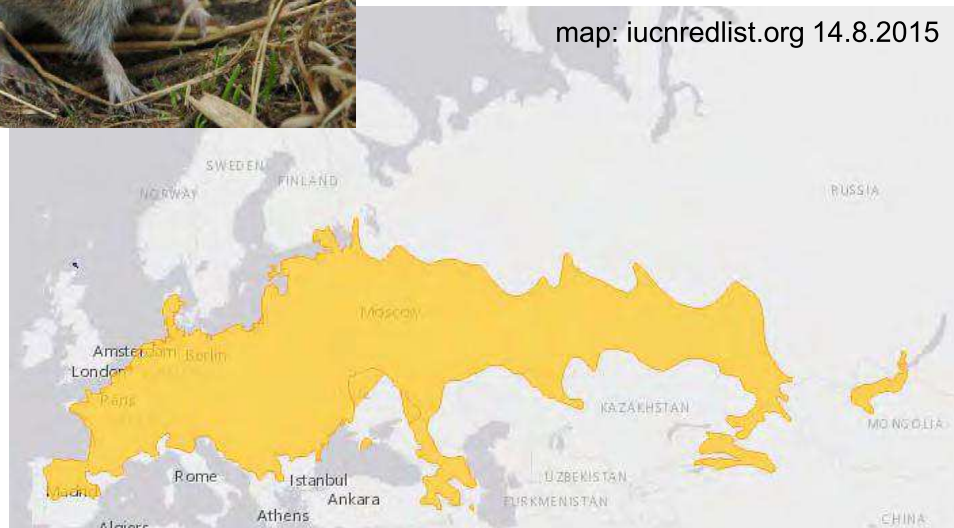 map: iucnredlist.org 14.8.2015
SWEDEN
FINLAND
NORWAY
RUSSIA
Moscow
Amsterdam
Berlin
London
Paris
KAZAKHSTAN
MONGOLIA
Rome
UZBEKISTAN
Istanbul
Madrid
Ankara
TURKMENISTAN
Athens
CHINA
Algiers